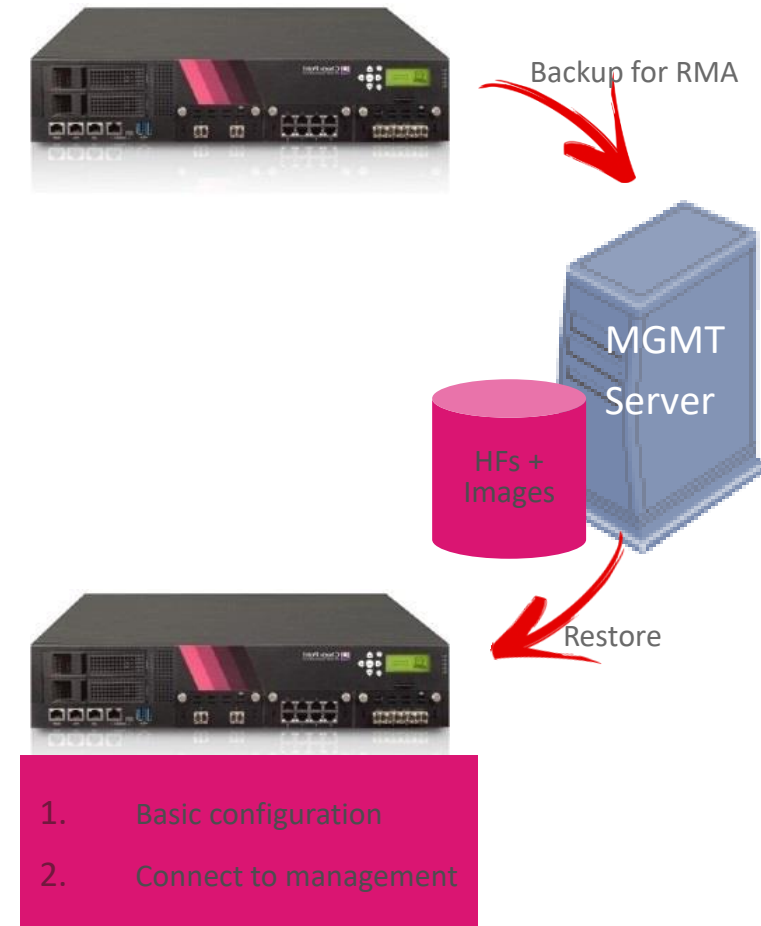 Backup for RMA
MGMT
Server
HFs +
Images
Restore
1. Basic configuration
2. Connect to management